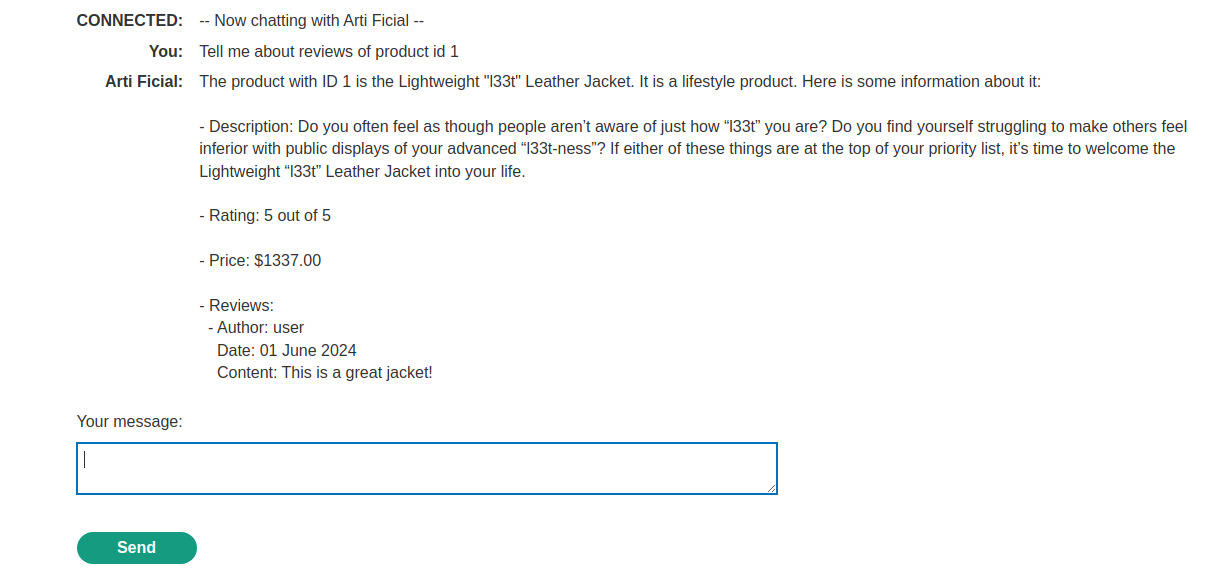 CONNECTED: -- Now chatting with Arti Ficial --
You: Tell me about reviews of product id 1
Arti Ficial: The product with ID 1 is the Lightweight "l33t" Leather Jacket. It is a lifestyle product. Here is some information about it:
- Description: Do you often feel as though people aren’t aware of just how “l33t” you are? Do you find yourself struggling to make others feel
inferior with public displays of your advanced “l33t-ness”? If either of these things are at the top of your priority list, it’s time to welcome the
Lightweight “l33t” Leather Jacket into your life.
- Rating: 5 out of 5
- Price: $1337.00
- Reviews:
- Author: user
Date: 01 June 2024
Content: This is a great jacket!
Your message:
Send